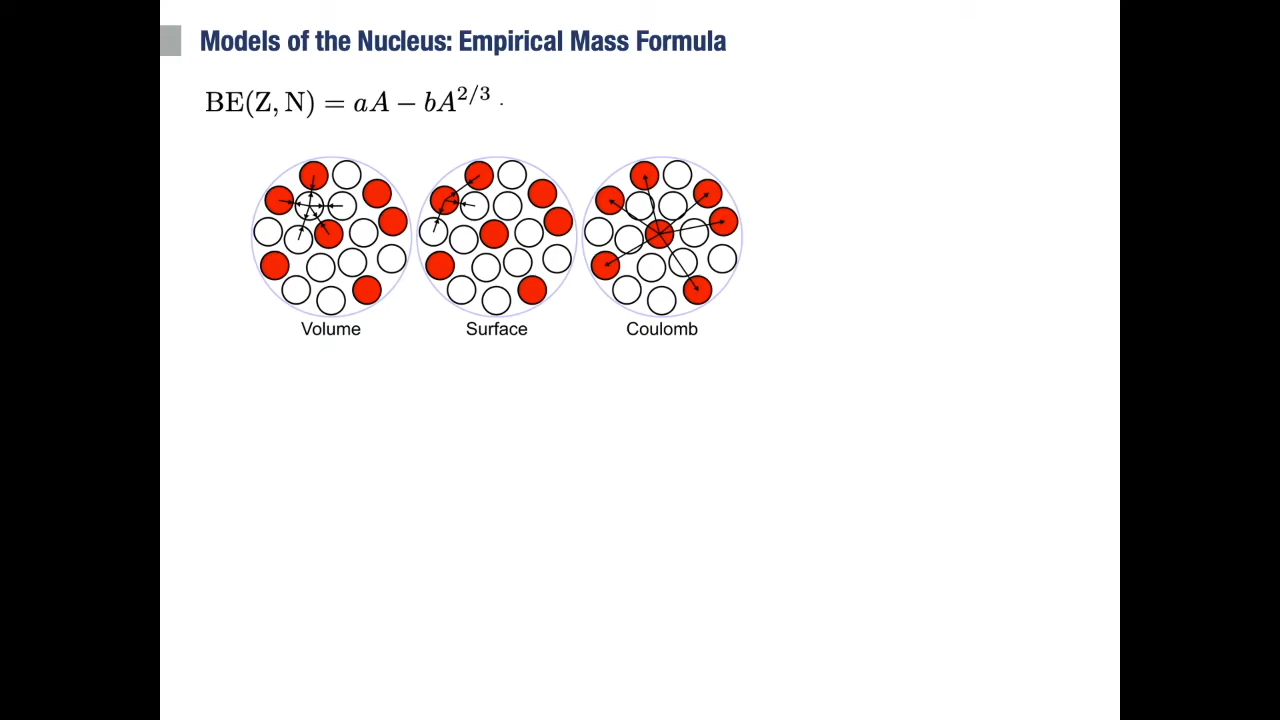 Models of the Nucleus: Empirical Mass Formula
BE(Z, N) = aA − bA^{2/3}
Volume
Surface
Coulomb